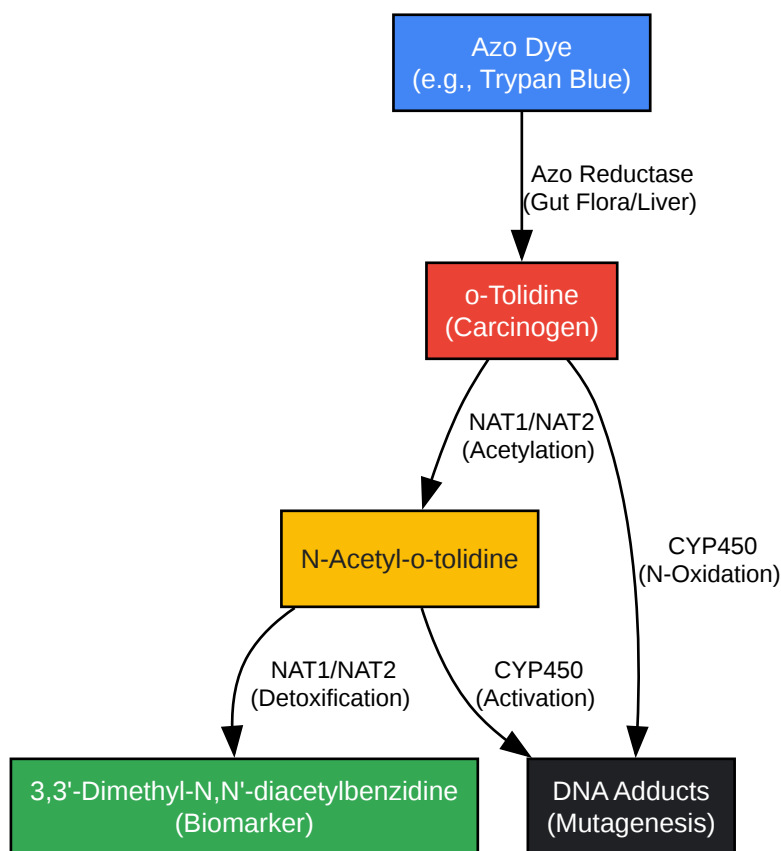 Azo Dye
(e.g., Trypan Blue)
Azo Reductase
(Gut Flora/Liver)
o-Tolidine
(Carcinogen)
NAT1/NAT2
(Acetylation)
N-Acetyl-o-tolidine
CYP450
(N-Oxidation)
NAT1/NAT2
(Detoxification)
CYP450
(Activation)
3,3'-Dimethyl-N,N'-diacetylbenzidine
(Biomarker)
DNA Adducts
(Mutagenesis)